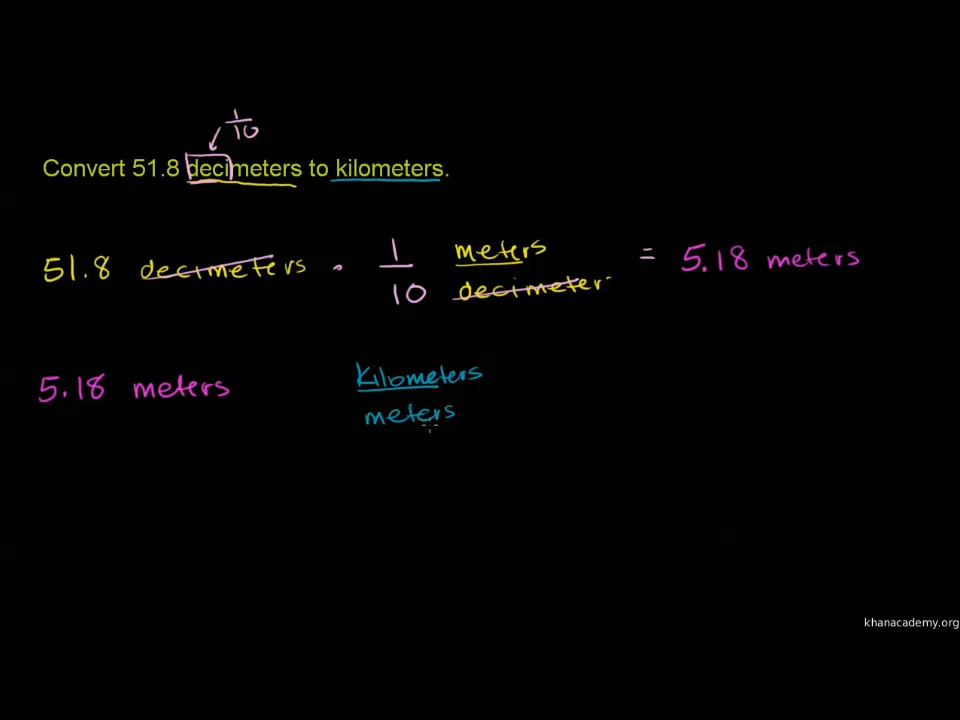 1/10
Convert 51.8 decimeters to kilometers.
51.8 decimeters · 1/10 meters/decimeter = 5.18 meters
5.18 meters kilometers/meters
khanacademy.org